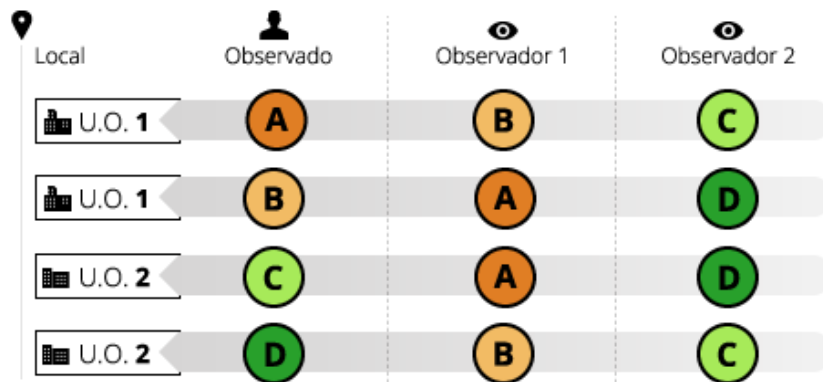 Local Observado Observador 1 Observador 2
U.O. 1 A B C
U.O. 1 B A D
U.O. 2 C A D
U.O. 2 D B C